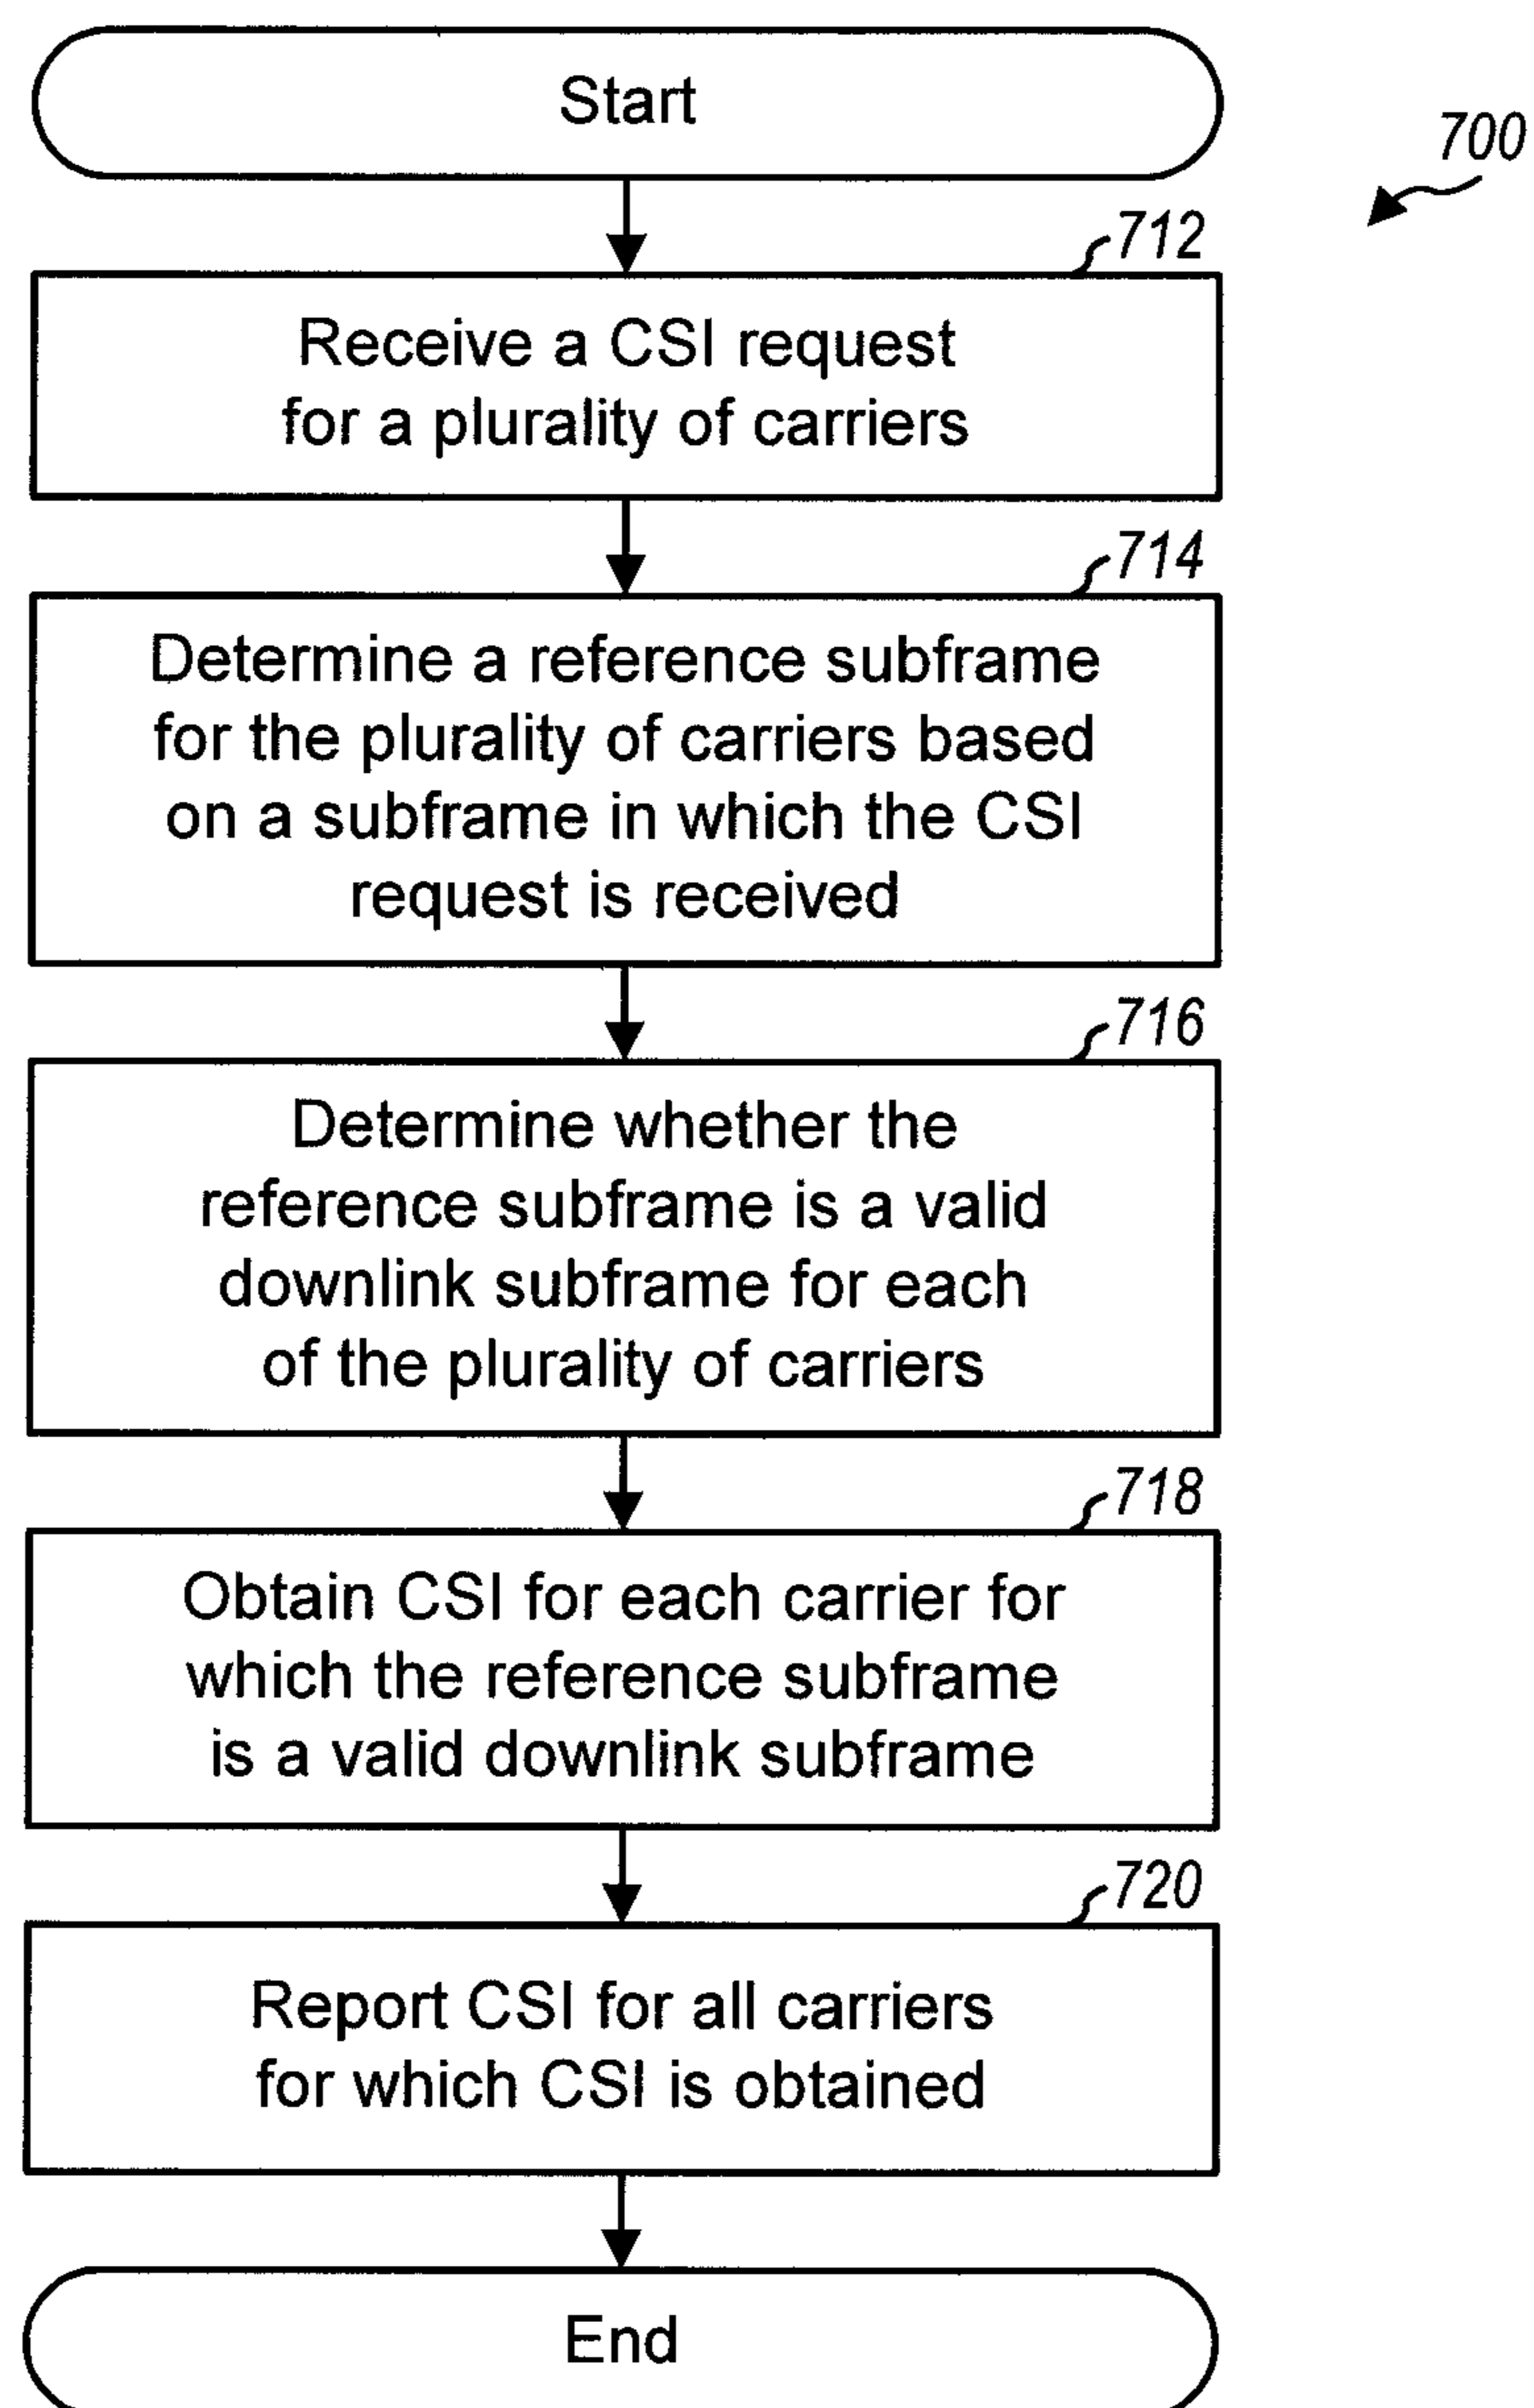 Start
700
712
Receive a CSI request
for a plurality of carriers
714
Determine a reference subframe
for the plurality of carriers based
on a subframe in which the CSI
request is received
716
Determine whether the
reference subframe is a valid
downlink subframe for each
of the plurality of carriers
718
Obtain CSI for each carrier for
which the reference subframe
is a valid downlink subframe
720
Report CSI for all carriers
for which CSI is obtained
End